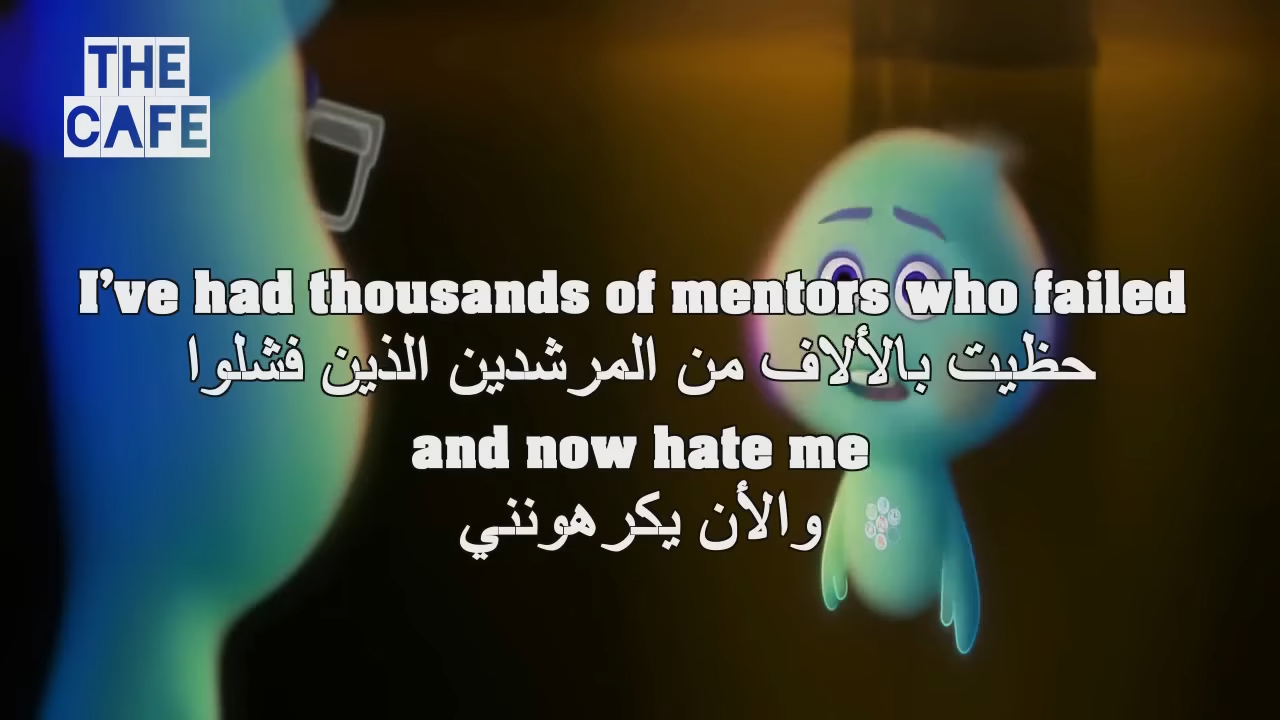 THE
CAFE
I've had thousands of mentors who failed
حظيت بالألاف من المرشدين الذين فشلوا
and now hate me
والأن يكرهونني